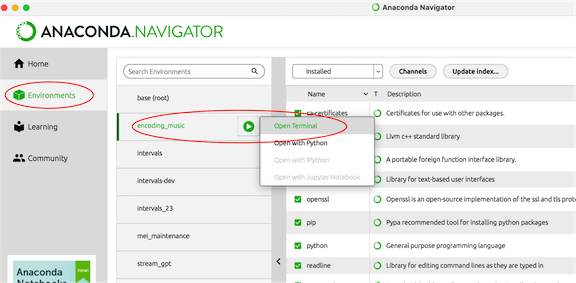 Anaconda Navigator
ANACONDA.NAVIGATOR
Home
Environments
Learning
Community
Anaconda
New!
Search Environments
base (root)
encoding_music
intervals
intervals-dev
intervals_23
mei_maintenance
stream_gpt
Open Terminal
Open with Python
Open with IPython
Open with Jupyter Notebook
Installed
Channels
Update index...
Name T Description
ca-certificates Certificates for use with other packages.
Llvm c++ standard library
A portable foreign function interface library.
Library for text-based user interfaces
openssl Openssl is an open-source implementation of the ssl and tls
pip Pypa recommended tool for installing python packages
python General purpose programming language
readline Library for editing command lines as they are typed in